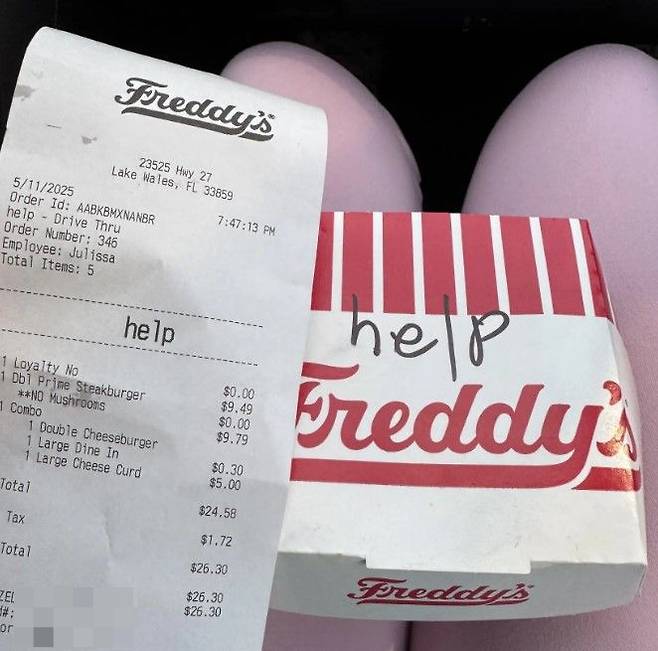 Freddy's
23525 Hwy 27
Lake Wales, FL 33859
5/11/2025 7:47:13 PM
Order Id: AABKBMXNANBR
help - Drive Thru
Order Number: 346
Employee: Julissa
Total Items: 5
help
1 Loyalty No $0.00
1 Dbl Prime Steakburger $9.49
**NO Mushrooms $0.00
1 Combo $9.79
1 Double Cheeseburger
1 Large Dine In $0.30
1 Large Cheese Curd $5.00
Total $24.58
Tax $1.72
Total $26.30
$26.30
$26.30
help
Freddy's
Freddy's